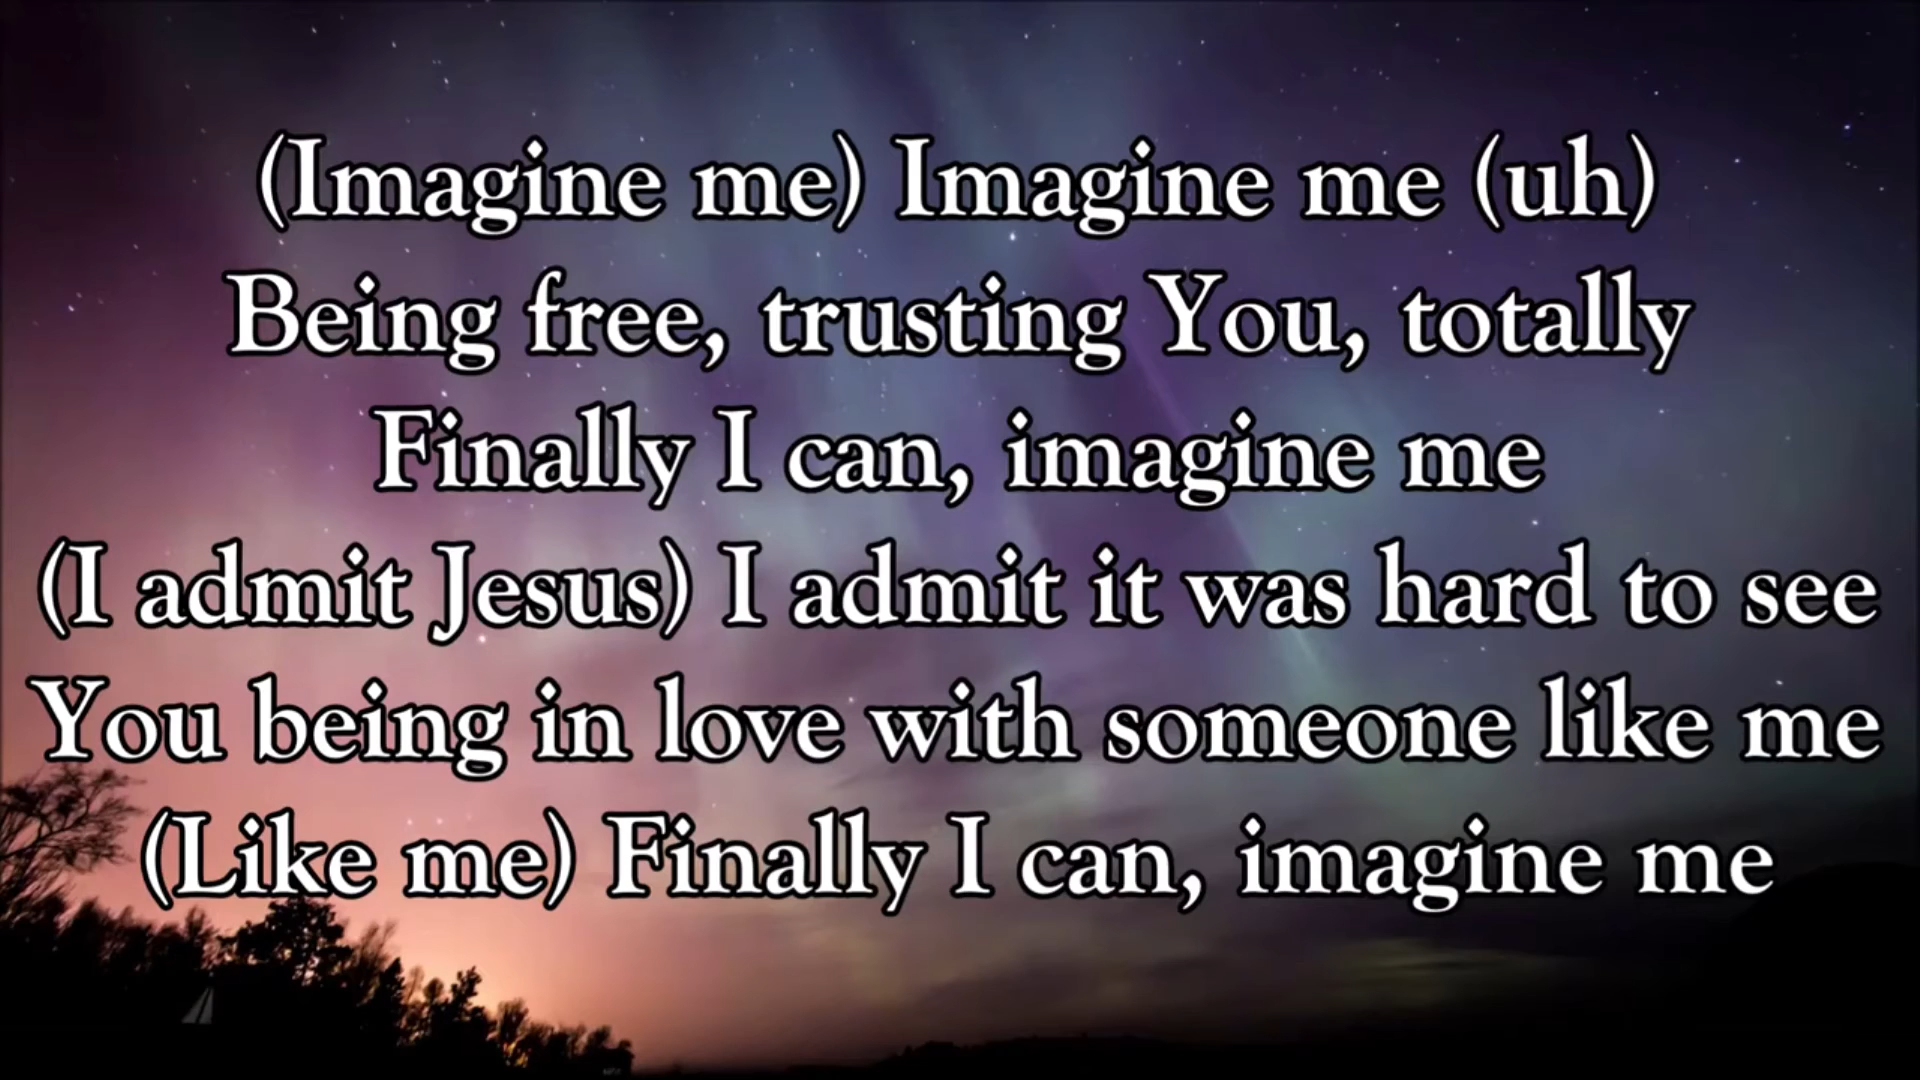 (Imagine me) Imagine me (uh)
Being free, trusting You, totally
Finally I can, imagine me
(I admit Jesus) I admit it was hard to see
You being in love with someone like me
(Like me) Finally I can, imagine me